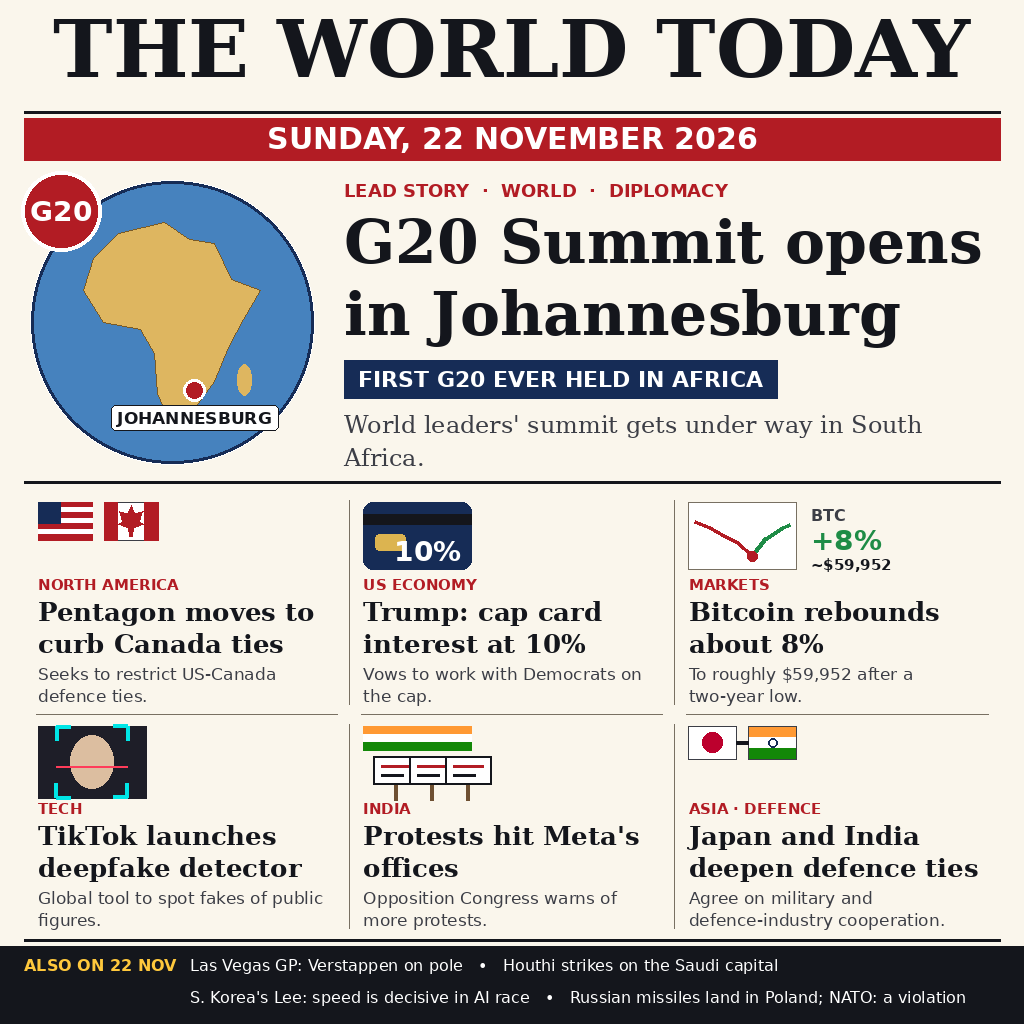 THE WORLD TODAY
SUNDAY, 22 NOVEMBER 2026
G20
JOHANNESBURG
LEAD STORY · WORLD · DIPLOMACY
G20 Summit opens
in Johannesburg
FIRST G20 EVER HELD IN AFRICA
World leaders' summit gets under way in South
Africa.
NORTH AMERICA
Pentagon moves to
curb Canada ties
Seeks to restrict US-Canada
defence ties.
10%
US ECONOMY
Trump: cap card
interest at 10%
Vows to work with Democrats on
the cap.
BTC
+8%
~$59,952
MARKETS
Bitcoin rebounds
about 8%
To roughly $59,952 after a
two-year low.
TECH
TikTok launches
deepfake detector
Global tool to spot fakes of public
figures.
INDIA
Protests hit Meta's
offices
Opposition Congress warns of
more protests.
ASIA · DEFENCE
Japan and India
deepen defence ties
Agree on military and
defence-industry cooperation.
ALSO ON 22 NOV Las Vegas GP: Verstappen on pole • Houthi strikes on the Saudi capital
S. Korea's Lee: speed is decisive in AI race • Russian missiles land in Poland; NATO: a violation